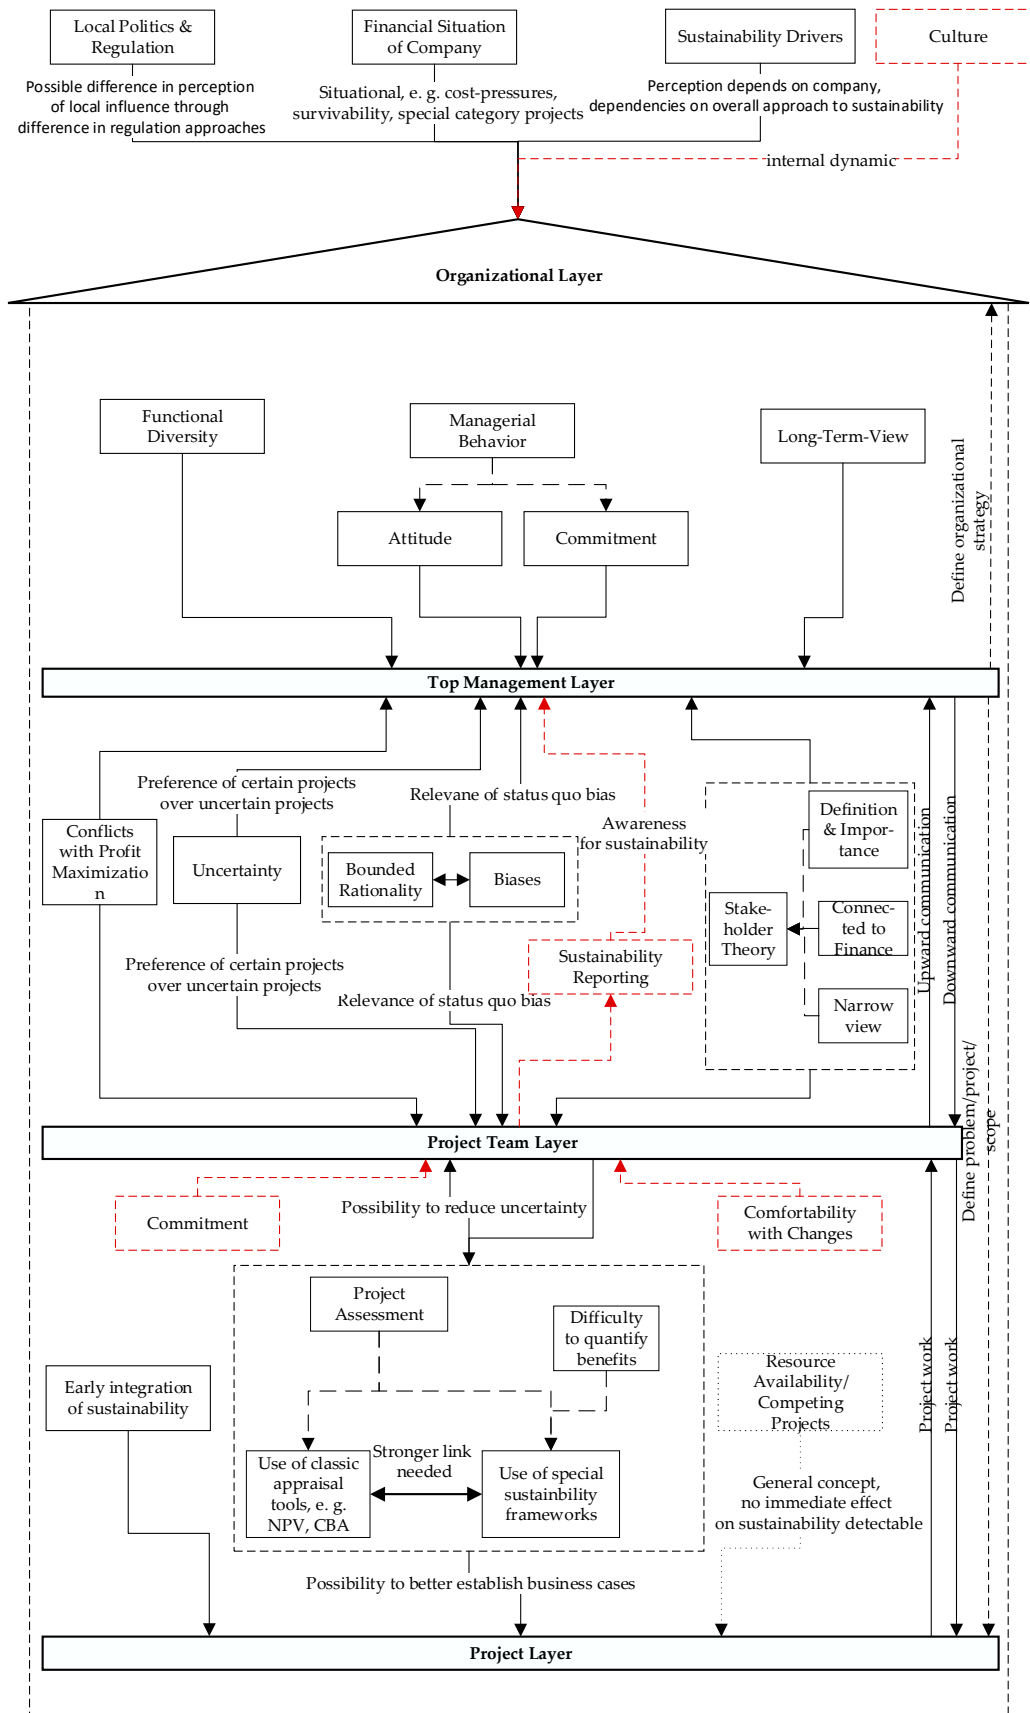 Local Politics &
Regulation
Financial Situation
of Company
Sustainability Drivers
Culture
Possible difference in perception
of local influence through
difference in regulation approaches
Situational, e. g. cost-pressures,
survivability, special category projects
Perception depends on company,
dependencies on overall approach to sustainability
internal dynamic
Organizational Layer
Functional
Diversity
Managerial
Behavior
Long-Term-View
Attitude
Commitment
Define organizational
strategy
Top Management Layer
Preference of certain projects
over uncertain projects
Relevane of status quo bias
Awareness
for sustainability
Definition
& Impor-
tance
Conflicts
with Profit
Maximizatio
n
Uncertainty
Bounded
Rationality
Biases
Stake-
holder
Theory
Connec-
ted to
Finance
Narrow
view
Upward communication
Downward communication
Sustainability
Reporting
Preference of certain projects
over uncertain projects
Relevance of status quo bias
Define problem/project/
scope
Project Team Layer
Commitment
Possibility to reduce uncertainty
Comfortability
with Changes
Project
Assessment
Difficulty
to quantify
benefits
Early integration
of sustainability
Resource
Availability/
Competing
Projects
Project work
Project work
Use of classic
appraisal
tools, e. g.
NPV, CBA
Stronger link
needed
Use of special
sustainbility
frameworks
General concept,
no immediate effect
on sustainability detectable
Possibility to better establish business cases
Project Layer